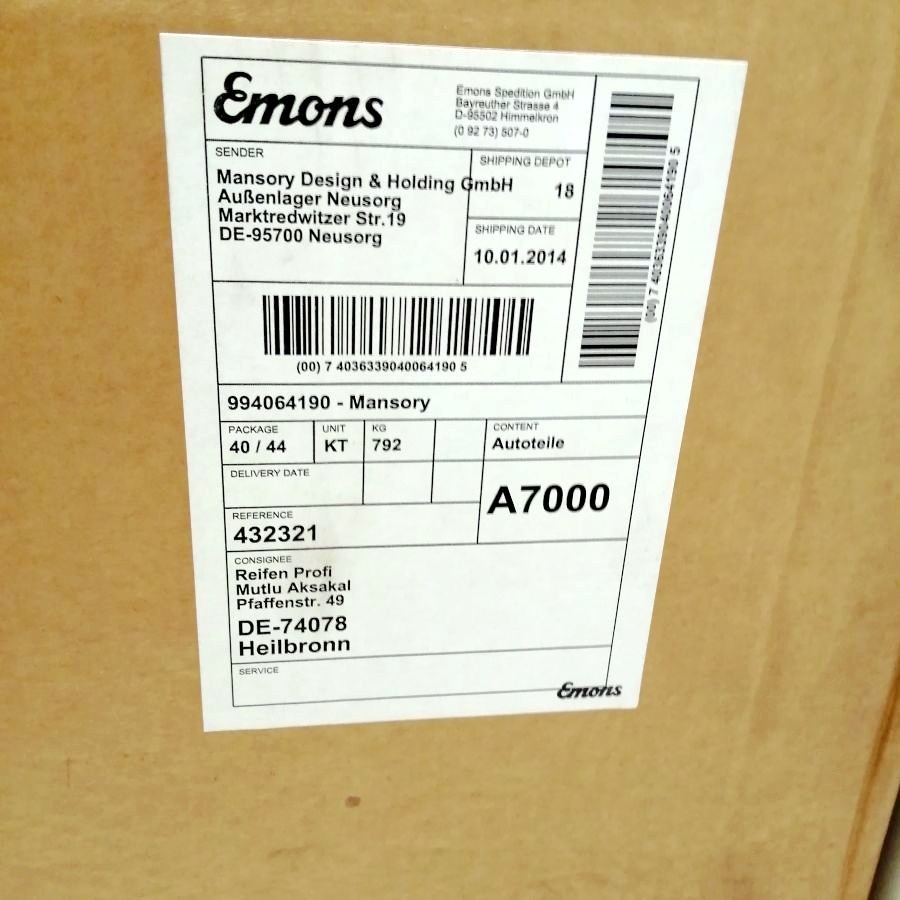 Emons
Emons Spedition GmbH
Bayreuther Strasse 4
D-95502 Himmelkron
(0 92 73) 507-0
SENDER
Mansory Design & Holding GmbH
Außenlager Neusorg
Marktredwitzer Str.19
DE-95700 Neusorg
SHIPPING DEPOT
18
SHIPPING DATE
10.01.2014
(00) 7 4036339040064190 5
(00) 7 4036339040064190 5
994064190 - Mansory
PACKAGE
40 / 44
UNIT
KT
KG
792
CONTENT
Autoteile
DELIVERY DATE
A7000
REFERENCE
432321
CONSIGNEE
Reifen Profi
Mutlu Aksakal
Pfaffenstr. 49
DE-74078
Heilbronn
SERVICE
Emons